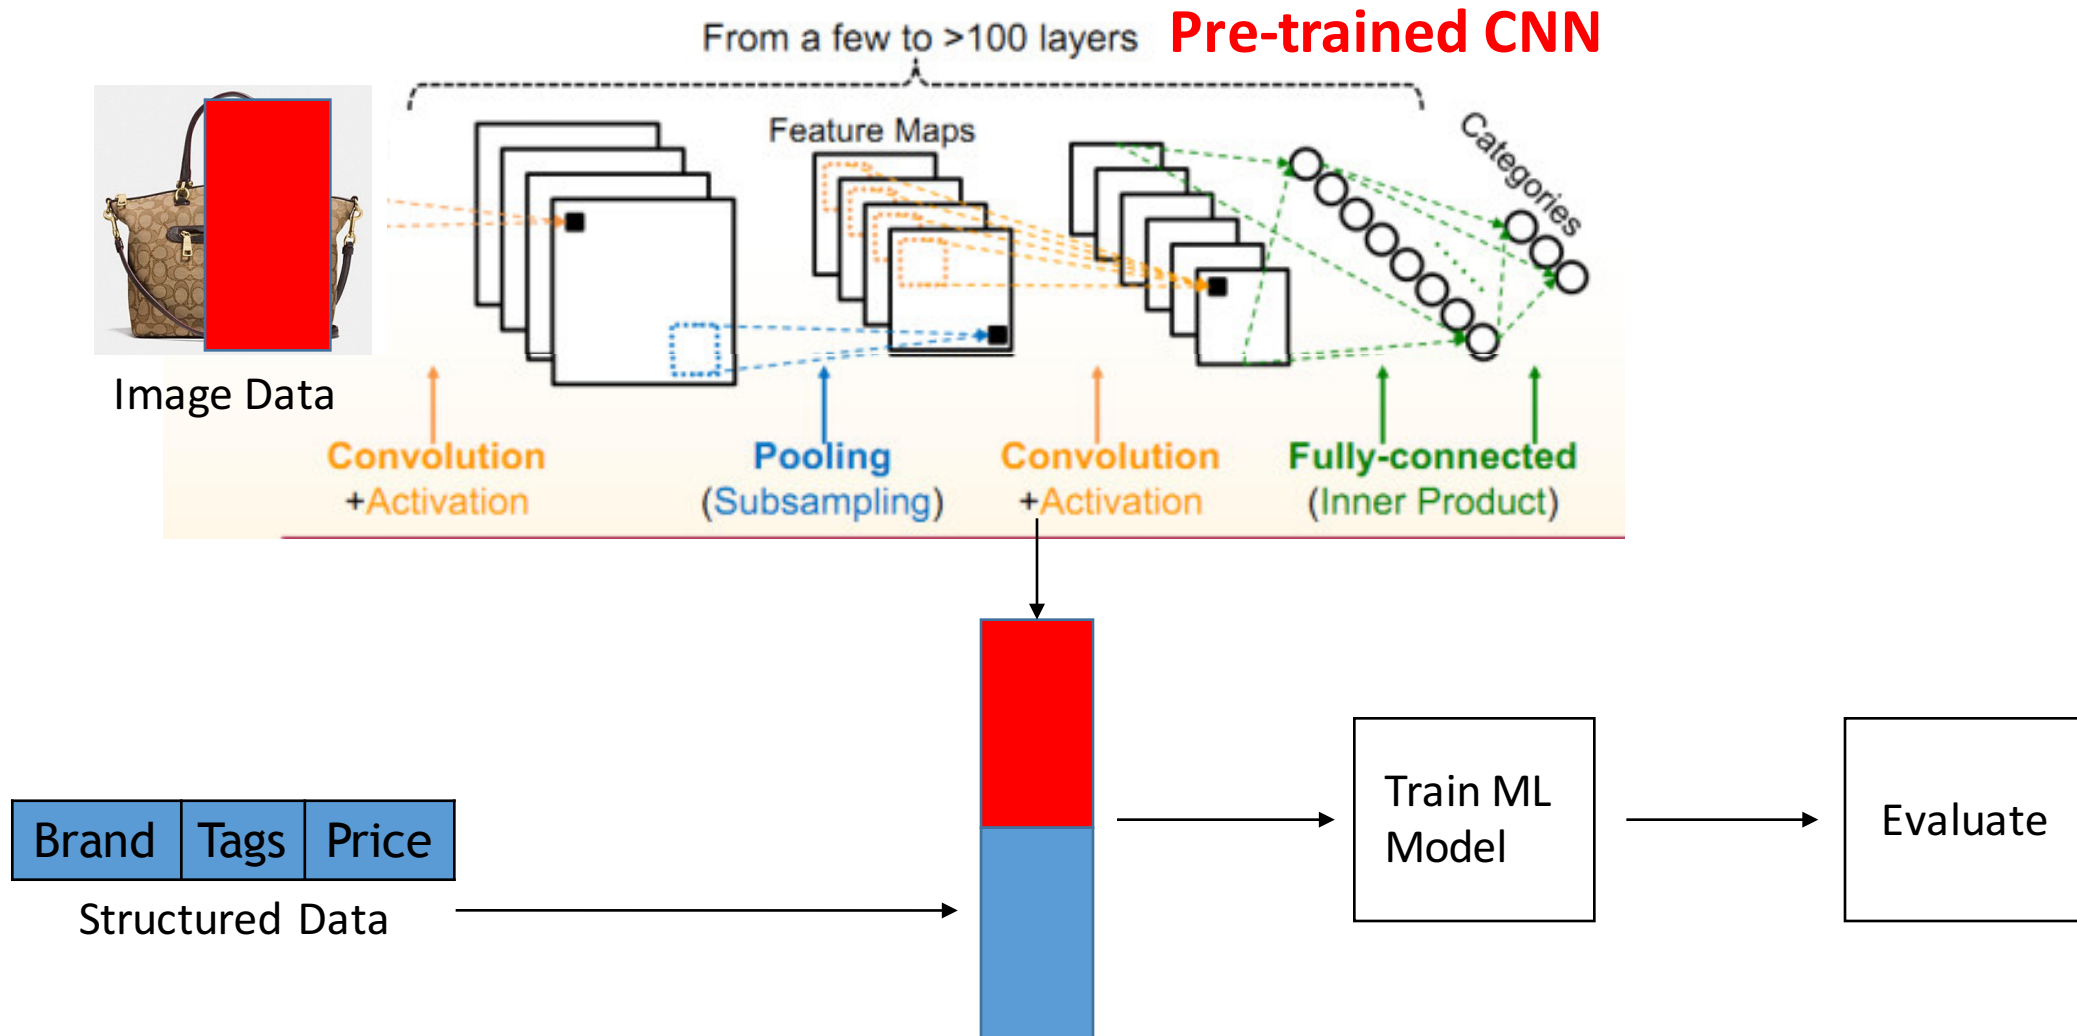 From a few to >100 layers
Pre-trained CNN
Feature Maps
Categories
Image Data
Convolution
+Activation
Pooling
(Subsampling)
Convolution
+Activation
Fully-connected
(Inner Product)
Train ML
Model
Evaluate
Brand Tags Price
Structured Data